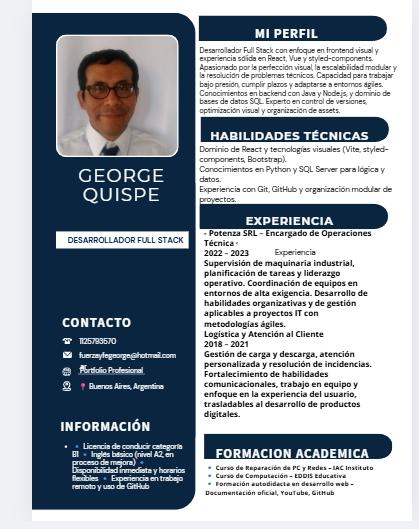 GEORGE
QUISPE
DESARROLLADOR FULL STACK
CONTACTO
1125793570
fuerzayfegeorge@hotmail.com
Portfolio Profesional
Buenos Aires, Argentina
INFORMACIÓN
• • Licencia de conducir categoría
B1 • Inglés básico (nivel A2, en
proceso de mejora) •
Disponibilidad inmediata y horarios
flexibles • Experiencia en trabajo
remoto y uso de GitHub
MI PERFIL
Desarrollador Full Stack con enfoque en frontend visual y
experiencia sólida en React, Vue y styled-components.
Apasionado por la perfección visual, la escalabilidad modular y
la resolución de problemas técnicos. Capacidad para trabajar
bajo presión, cumplir plazos y adaptarse a entornos ágiles.
Conocimientos en backend con Java y Node.js, y dominio de
bases de datos SQL. Experto en control de versiones,
optimización visual y organización de assets.
HABILIDADES TÉCNICAS
Dominio de React y tecnologías visuales (Vite, styled-
components, Bootstrap).
Conocimientos en Python y SQL Server para lógica y
datos.
Experiencia con Git, GitHub y organización modular de
proyectos.
EXPERIENCIA
- Potenza SRL – Encargado de Operaciones
Técnica ·
2022 – 2023 Experiencia
Supervisión de maquinaria industrial,
planificación de tareas y liderazgo
operativo. Coordinación de equipos en
entornos de alta exigencia. Desarrollo de
habilidades organizativas y de gestión
aplicables a proyectos IT con
metodologías ágiles.
Logística y Atención al Cliente
2018 – 2021
Gestión de carga y descarga, atención
personalizada y resolución de incidencias.
Fortalecimiento de habilidades
comunicacionales, trabajo en equipo y
enfoque en la experiencia del usuario,
trasladables al desarrollo de productos
digitales.
FORMACION ACADEMICA
• Curso de Reparación de PC y Redes – IAC Instituto
• Curso de Computación – EDDIS Educativa
• Formación autodidacta en desarrollo web –
Documentación oficial, YouTube, GitHub